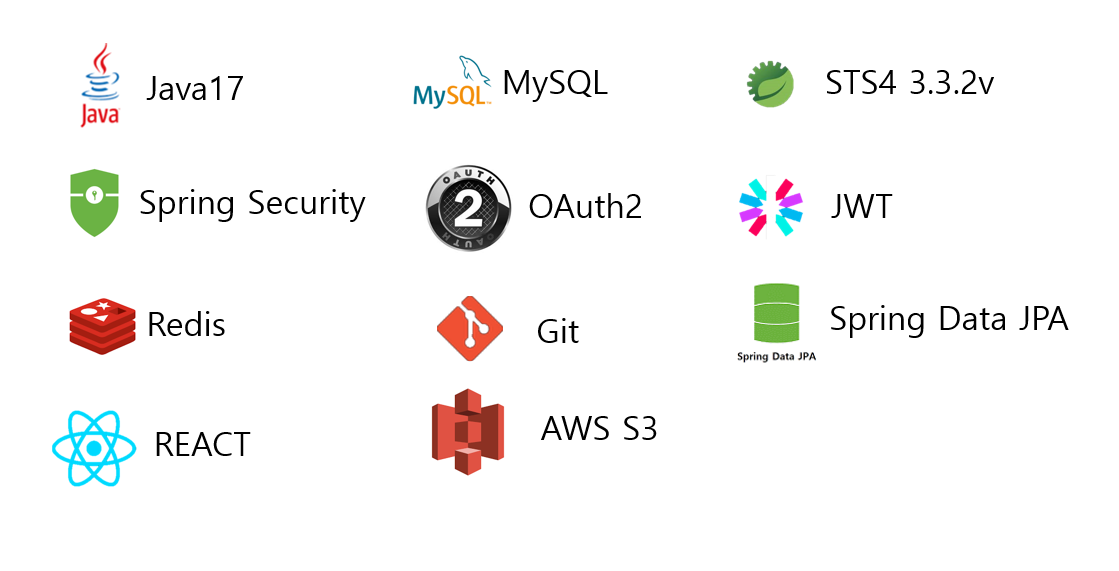 Java
Java17
MySQL
MySQL
STS4 3.3.2v
Spring Security
OAUTH
2
OAUTH
OAuth2
JWT
Redis
Git
Spring Data JPA
Spring Data JPA
REACT
AWS S3